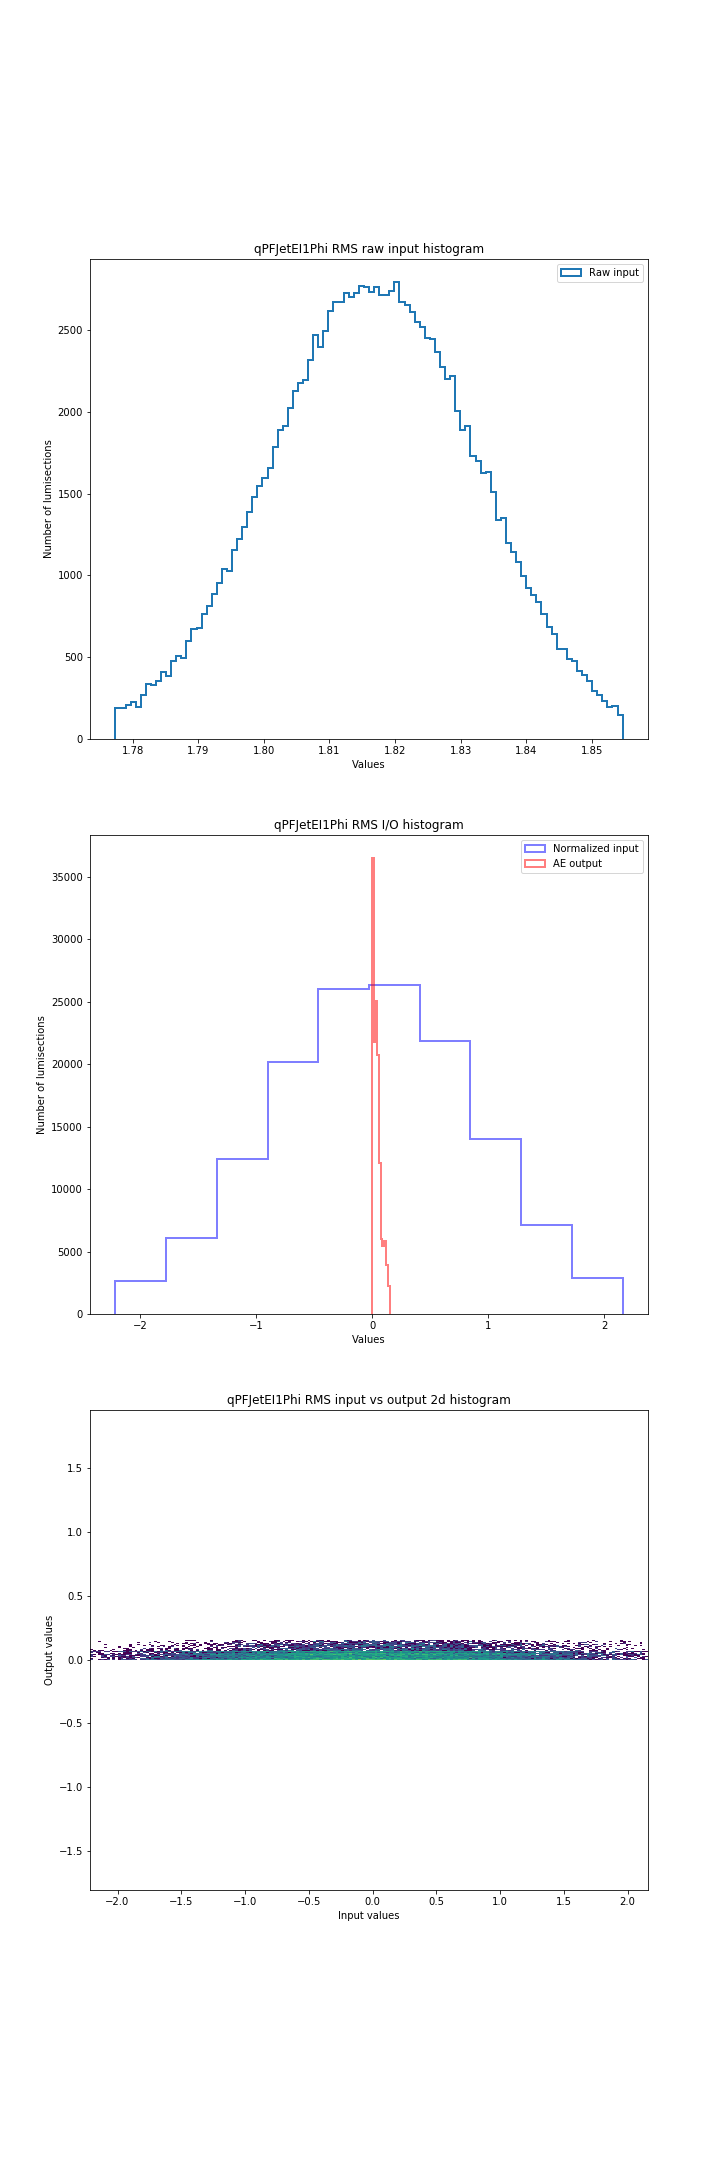 qPFJetEI1Phi RMS raw input histogram
Raw input
Number of lumisections
2500
2000
1500
1000
500
0
1.78 1.79 1.80 1.81 1.82 1.83 1.84 1.85
Values
qPFJetEI1Phi RMS I/O histogram
Normalized input
AE output
Number of lumisections
35000
30000
25000
20000
15000
10000
5000
0
−2 −1 0 1 2
Values
qPFJetEI1Phi RMS input vs output 2d histogram
Output values
1.5
1.0
0.5
0.0
−0.5
−1.0
−1.5
−2.0 −1.5 −1.0 −0.5 0.0 0.5 1.0 1.5 2.0
Input values